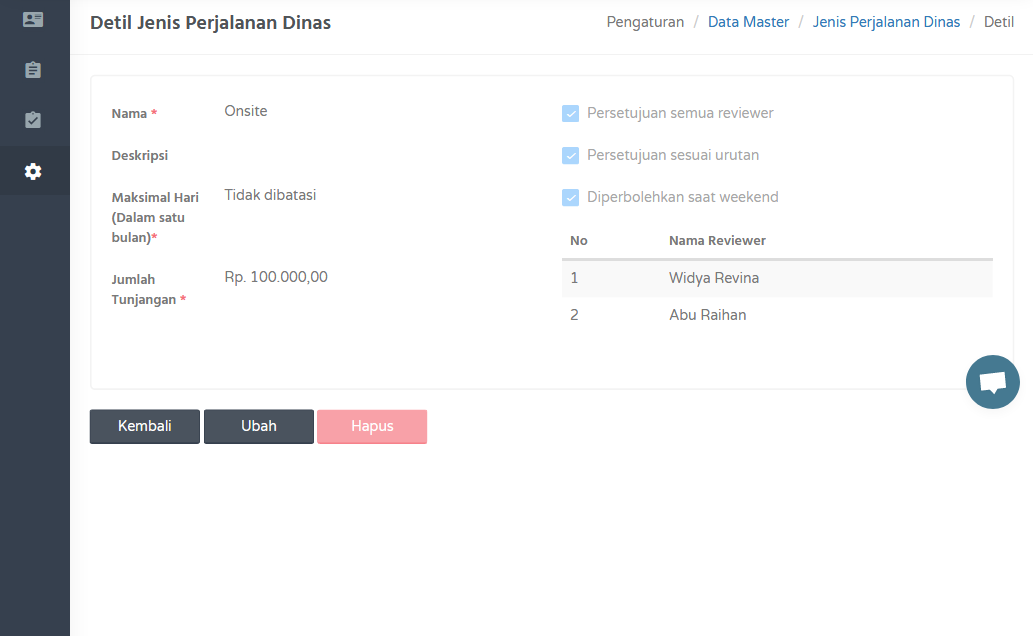 Detil Jenis Perjalanan Dinas
Pengaturan / Data Master / Jenis Perjalanan Dinas / Detil
Nama *
Onsite
Deskripsi
Maksimal Hari
(Dalam satu
bulan)*
Tidak dibatasi
Jumlah
Tunjangan *
Rp. 100.000,00
Persetujuan semua reviewer
Persetujuan sesuai urutan
Diperbolehkan saat weekend
No Nama Reviewer
1 Widya Revina
2 Abu Raihan
Kembali Ubah Hapus